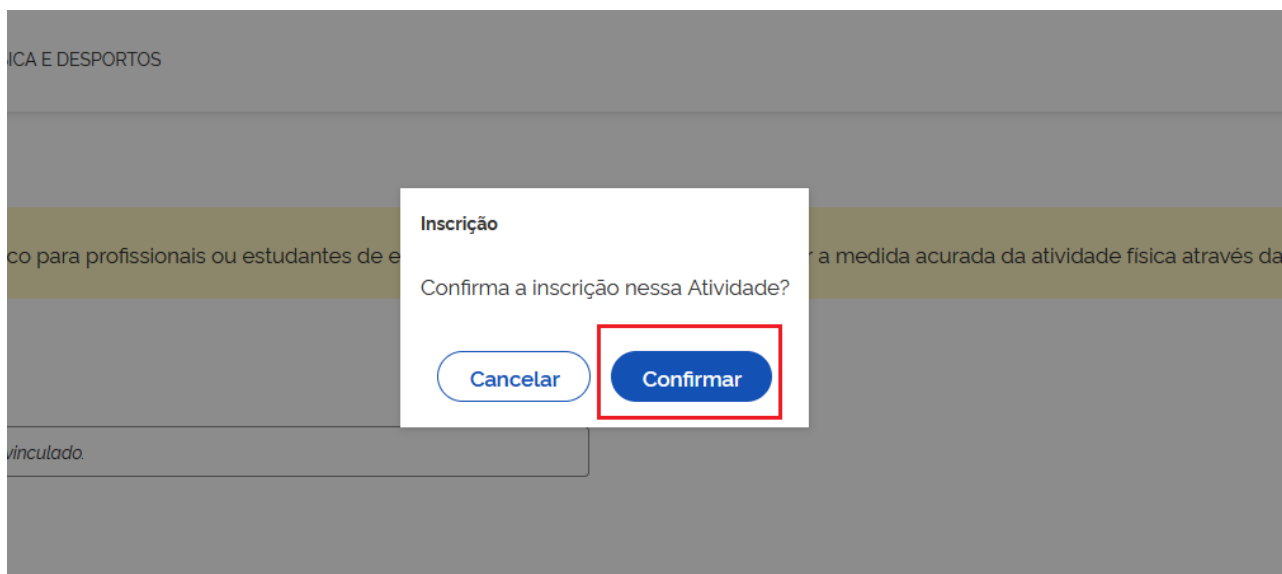 ICA E DESPORTOS
Inscrição
co para profissionais ou estudantes de e
a medida acurada da atividade física através da
Confirma a inscrição nessa Atividade?
Cancelar
Confirmar
vinculado.